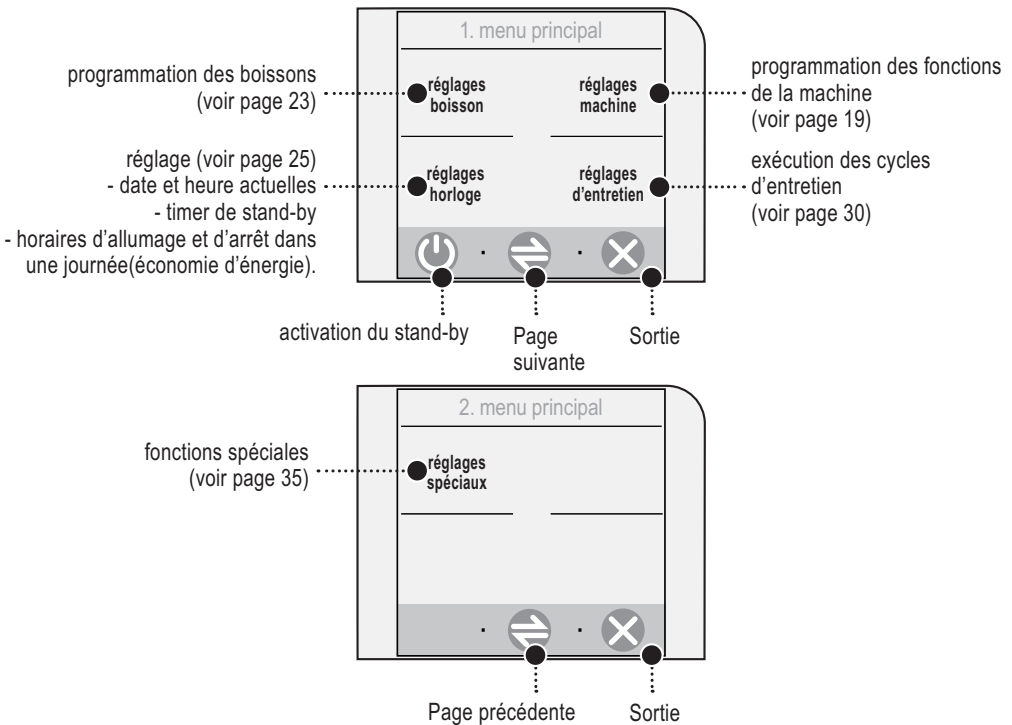 1. menu principal
programmation des boissons
(voir page 23)
réglages
boisson
réglages
machine
programmation des fonctions
de la machine
(voir page 19)
réglage (voir page 25)
- date et heure actuelles
- timer de stand-by
- horaires d’allumage et d’arrêt dans
une journée(économie d’énergie).
réglages
horloge
réglages
d’entretien
exécution des cycles
d’entretien
(voir page 30)
activation du stand-by
Page
suivante
Sortie
2. menu principal
fonctions spéciales
(voir page 35)
réglages
spéciaux
Page précédente
Sortie